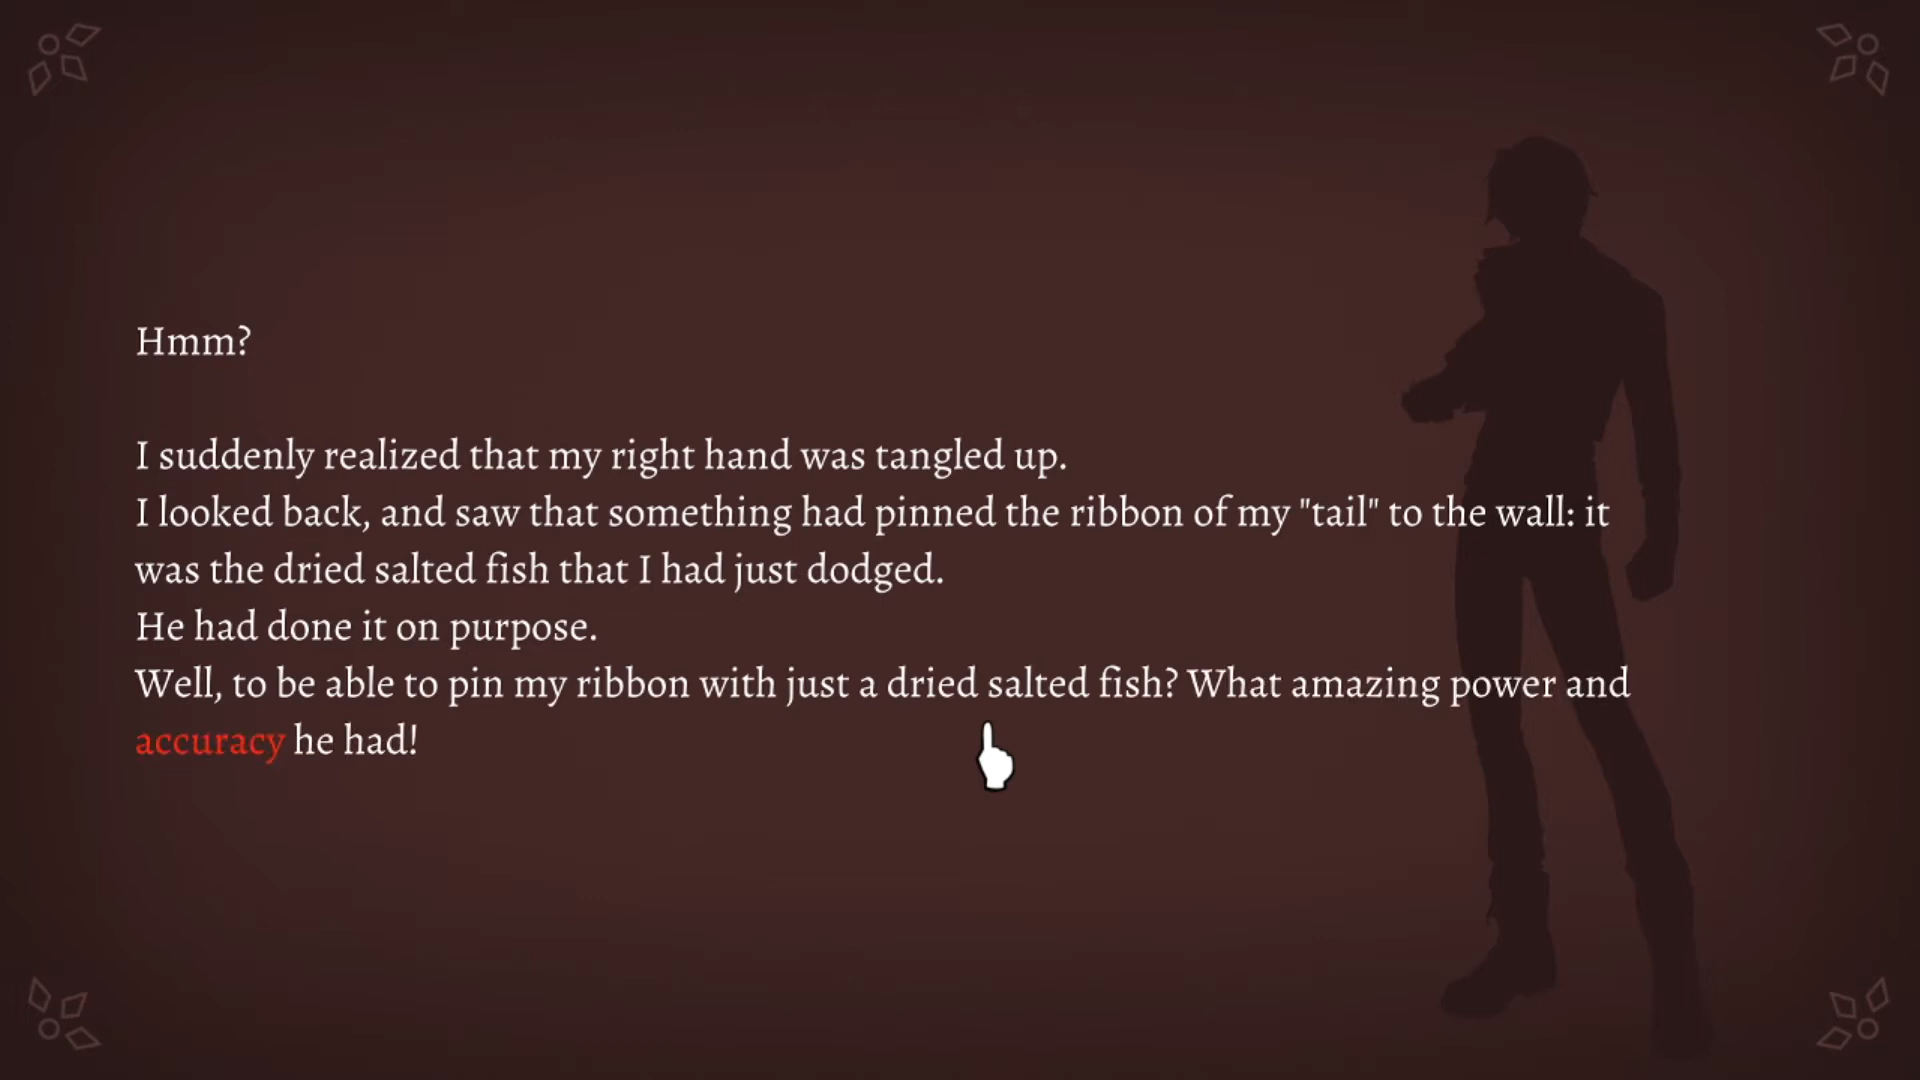 Hmm?
I suddenly realized that my right hand was tangled up.
I looked back, and saw that something had pinned the ribbon of my "tail" to the wall: it
was the dried salted fish that I had just dodged.
He had done it on purpose.
Well, to be able to pin my ribbon with just a dried salted fish? What amazing power and
accuracy he had!